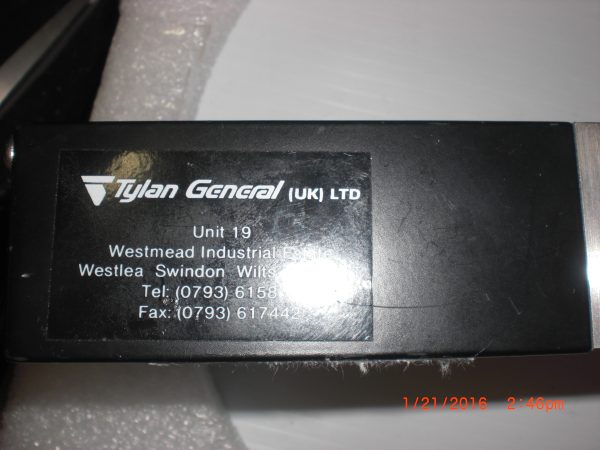 Tylan General (UK) LTD
Unit 19
Westmead Industrial
Westlea Swindon
Tel: (0793) 6158
Fax: (0793) 617442
1/21/2016 2:46pm